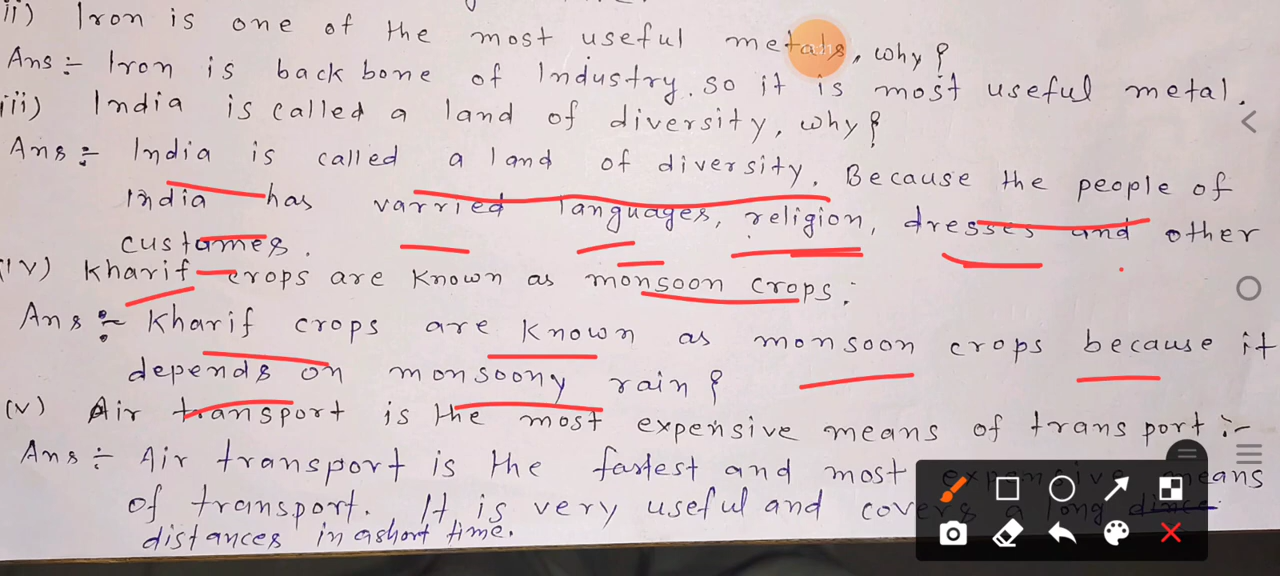 ii) Iron is one of the most useful metals, why?
Ans:- Iron is back bone of Industry. so it is most useful metal.
iii) India is called a land of diversity, why?
Ans:- India is called a land of diversity. Because the people of
India has varried languages, religion, dresses and other
custames.
(iv) Kharif crops are known as monsoon crops:
Ans:- Kharif crops are known as monsoon crops because it
depends on monsoony rain?
(v) Air transport is the most expensive means of transport:-
Ans:- Air transport is the fastest and most expensive means
of transport. It is very useful and covers a long
distances in a short time.